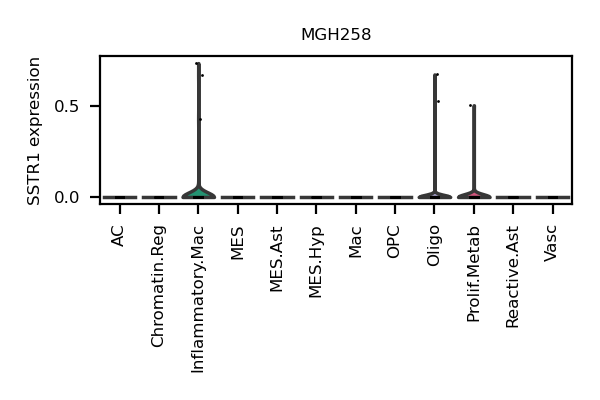 MGH258
SSTR1 expression
0.5
0.0
AC
Chromatin.Reg
Inflammatory.Mac
MES
MES.Ast
MES.Hyp
Mac
OPC
Oligo
Prolif.Metab
Reactive.Ast
Vasc